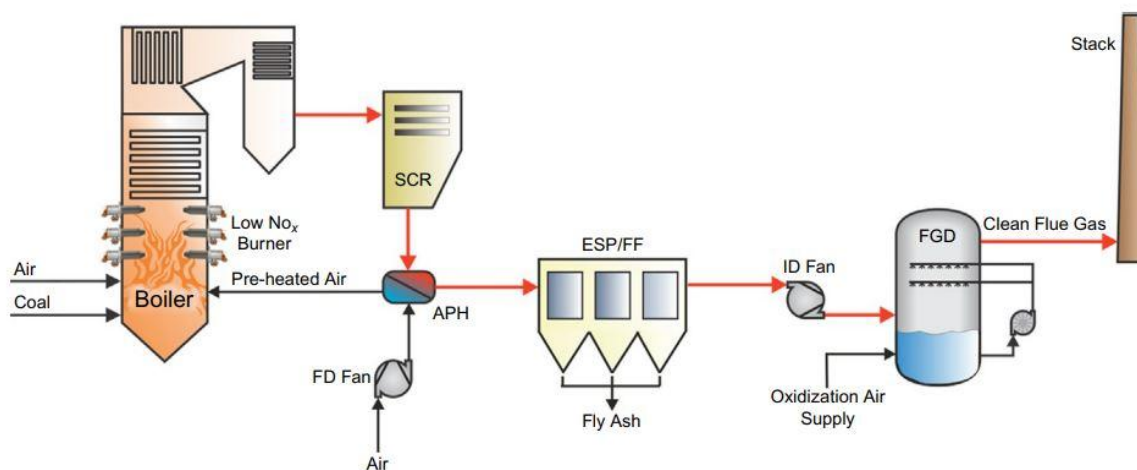 Stack
SCR
Low Noₓ
Burner
Air
Coal
Boiler
Pre-heated Air
APH
FD Fan
Air
ESP/FF
Fly Ash
ID Fan
FGD
Clean Flue Gas
Oxidization Air
Supply